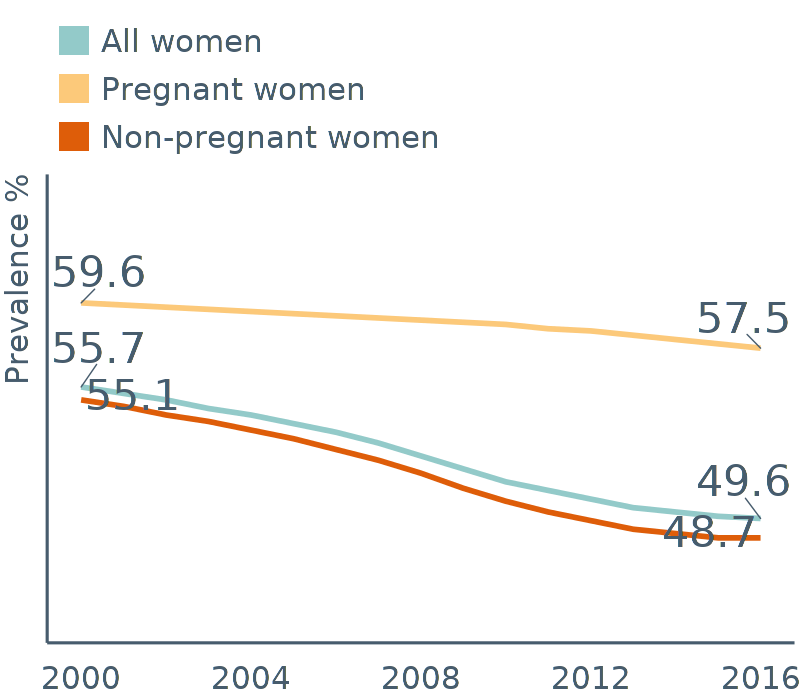 All women
Pregnant women
Non-pregnant women
Prevalence %
59.6
57.5
55.7
55.1
49.6
48.7
2000 2004 2008 2012 2016